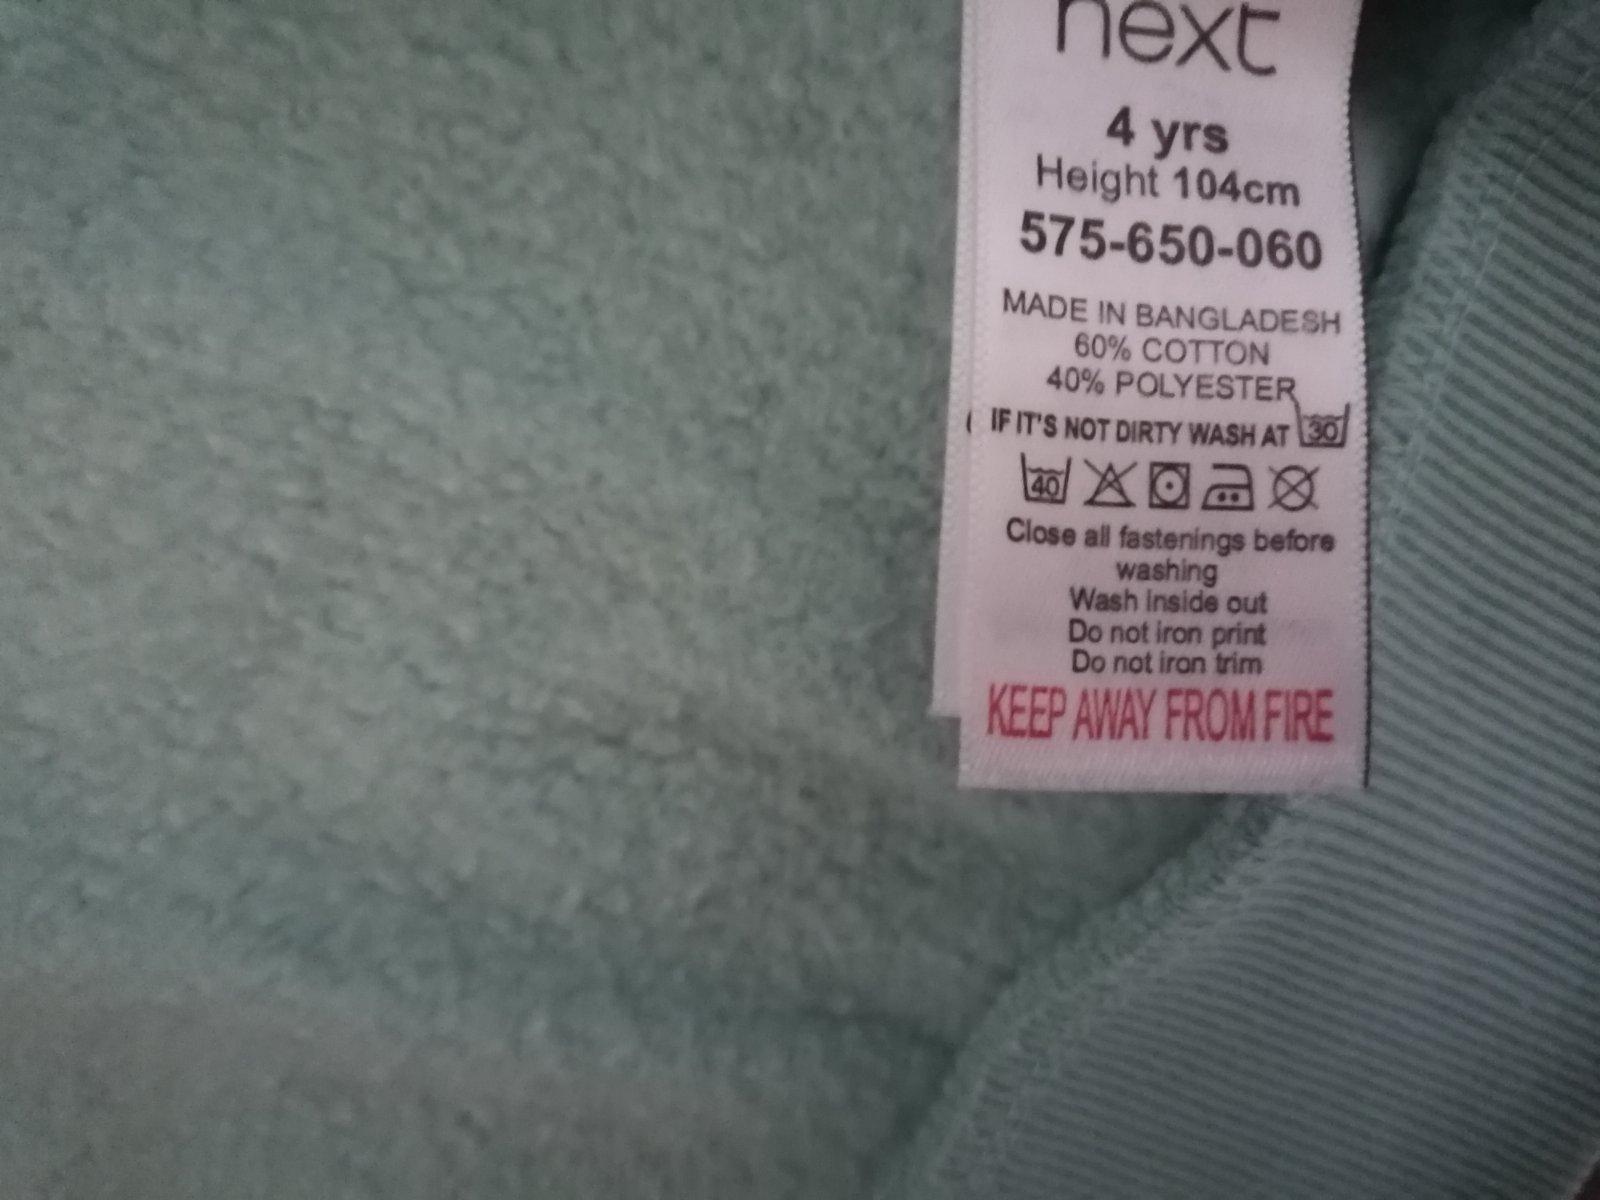 next
4 yrs
Height 104cm
575-650-060
MADE IN BANGLADESH
60% COTTON
40% POLYESTER
IF IT'S NOT DIRTY WASH AT 30
40
Close all fastenings before
washing
Wash inside out
Do not iron print
Do not iron trim
KEEP AWAY FROM FIRE